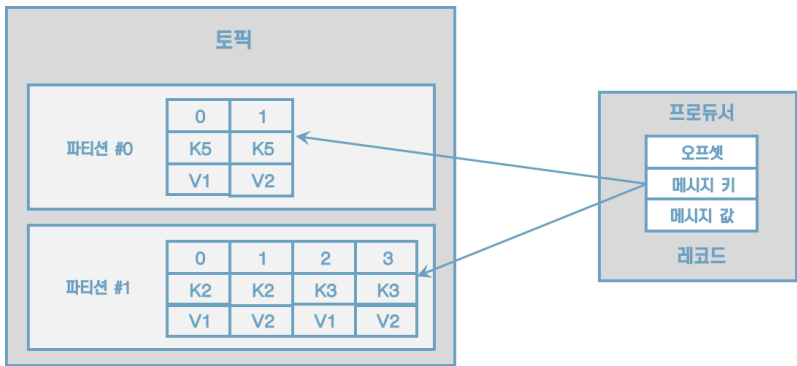 토픽
파티션 #0
0 1
K5 K5
V1 V2
파티션 #1
0 1 2 3
K2 K2 K3 K3
V1 V2 V1 V2
프로듀서
오프셋
메시지 키
메시지 값
레코드